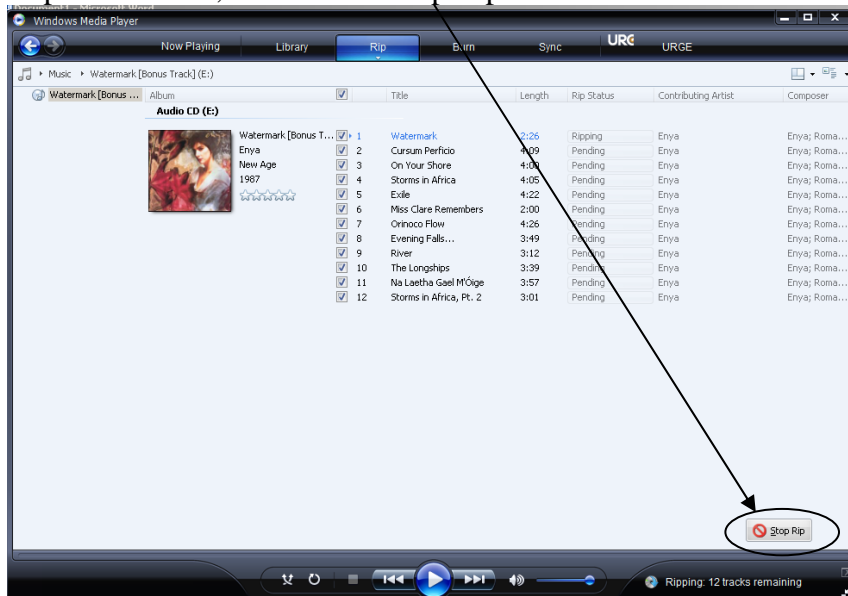 Document1 - Microsoft Word
Windows Media Player
Now Playing Library Rip Burn Sync URGE URGE
Music Watermark [Bonus Track] (E:)
Watermark [Bonus ... Album Title Length Rip Status Contributing Artist Composer
Audio CD (E:)
Watermark [Bonus T... 1 Watermark 2:26 Ripping Enya Enya; Roma...
Enya 2 Cursum Perficio 4:09 Pending Enya Enya; Roma...
New Age 3 On Your Shore 4:00 Pending Enya Enya; Roma...
1987 4 Storms in Africa 4:05 Pending Enya Enya; Roma...
5 Exile 4:22 Pending Enya Enya; Roma...
6 Miss Clare Remembers 2:00 Pending Enya Enya; Roma...
7 Orinoco Flow 4:26 Pending Enya Enya; Roma...
8 Evening Falls... 3:49 Pending Enya Enya; Roma...
9 River 3:12 Pending Enya Enya; Roma...
10 The Longships 3:39 Pending Enya Enya; Roma...
11 Na Laetha Gael M'Óige 3:57 Pending Enya Enya; Roma...
12 Storms in Africa, Pt. 2 3:01 Pending Enya Enya; Roma...
Stop Rip
Ripping: 12 tracks remaining